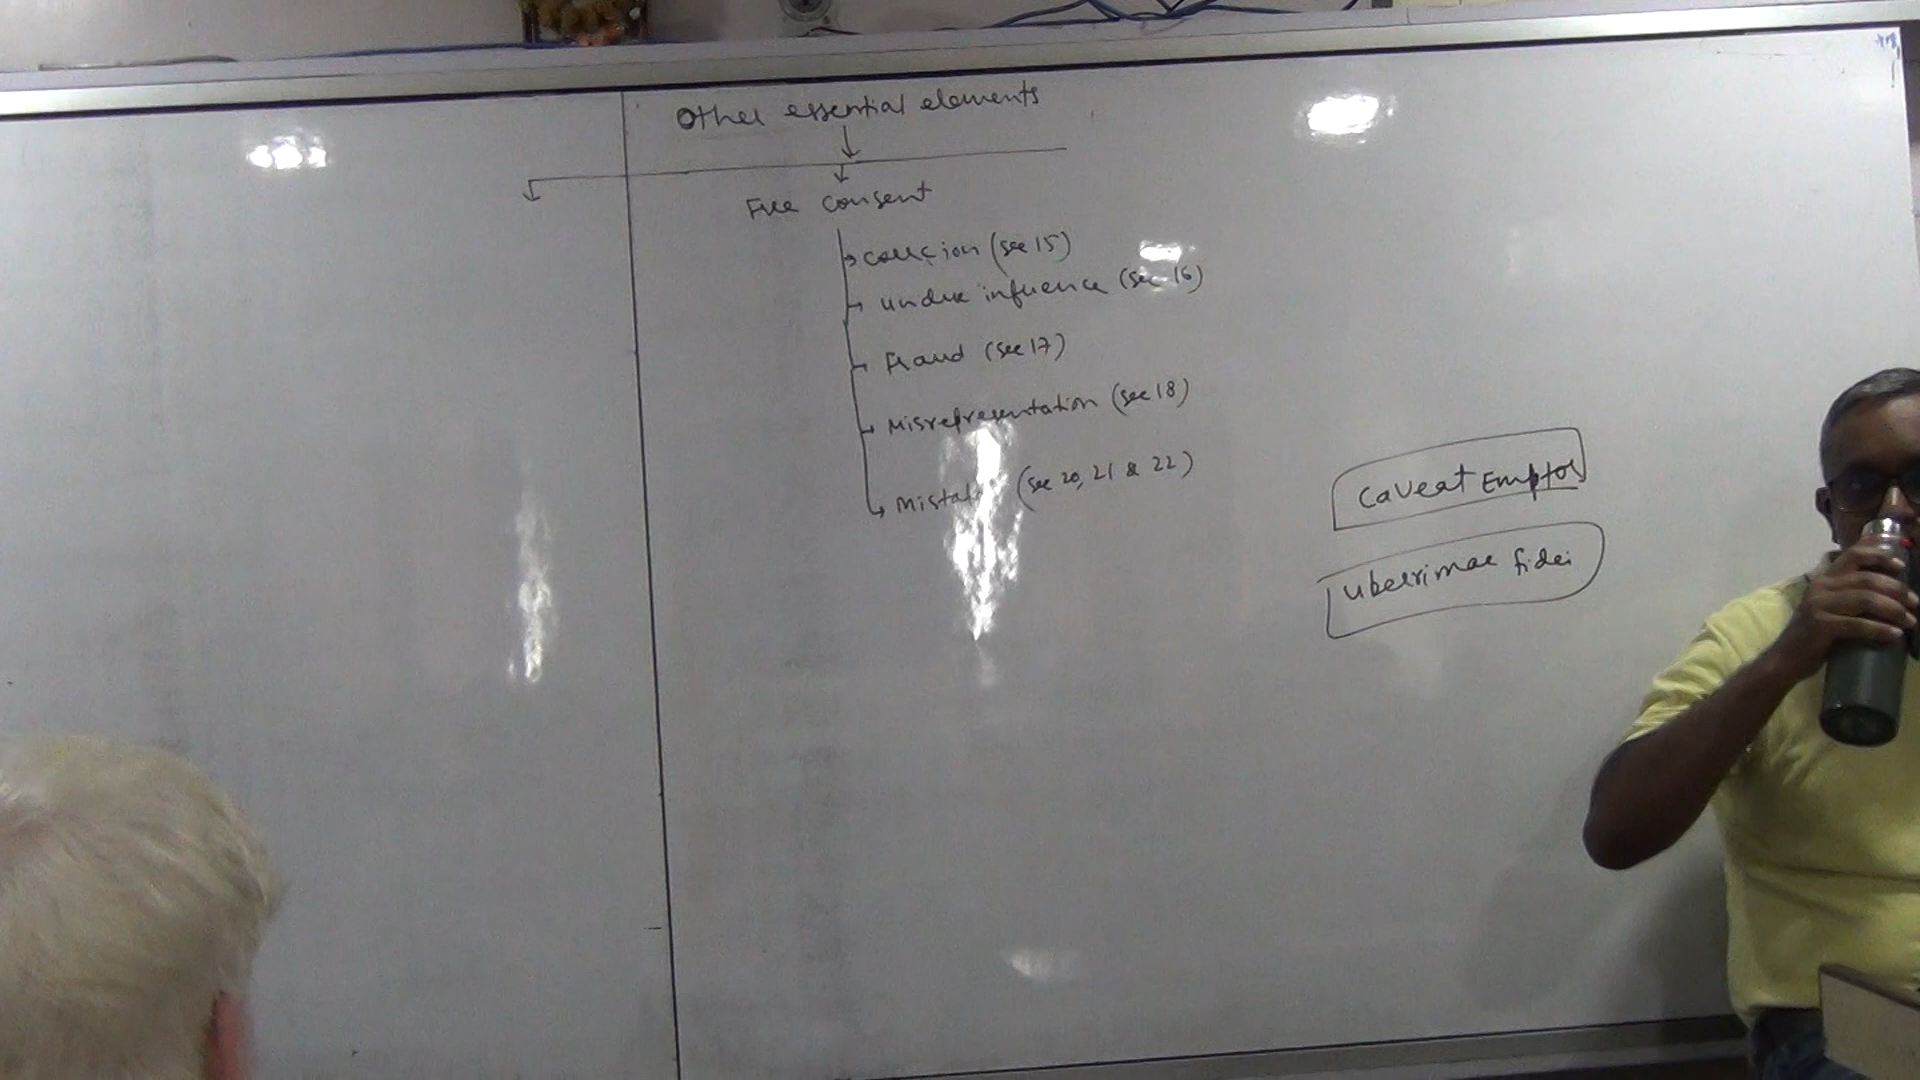 Other essential elements
Free consent
coercion (sec 15)
undue influence (sec 16)
Fraud (sec 17)
Misrepresentation (sec 18)
(sec 20, 21 & 22)
Caveat Emptor
uberrimae fidei